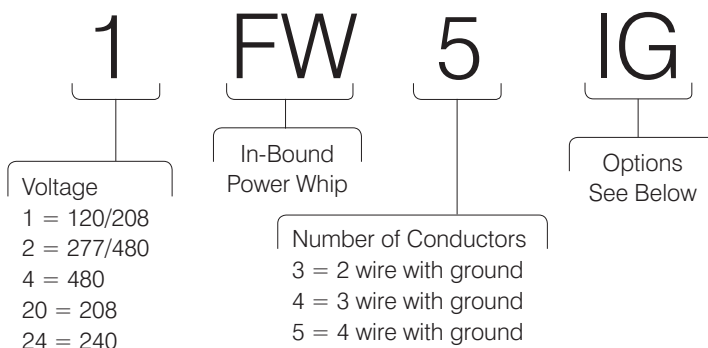 1 FW 5 IG
Voltage
1 = 120/208
2 = 277/480
4 = 480
20 = 208
24 = 240
In-Bound
Power Whip
Number of Conductors
3 = 2 wire with ground
4 = 3 wire with ground
5 = 4 wire with ground
Options
See Below